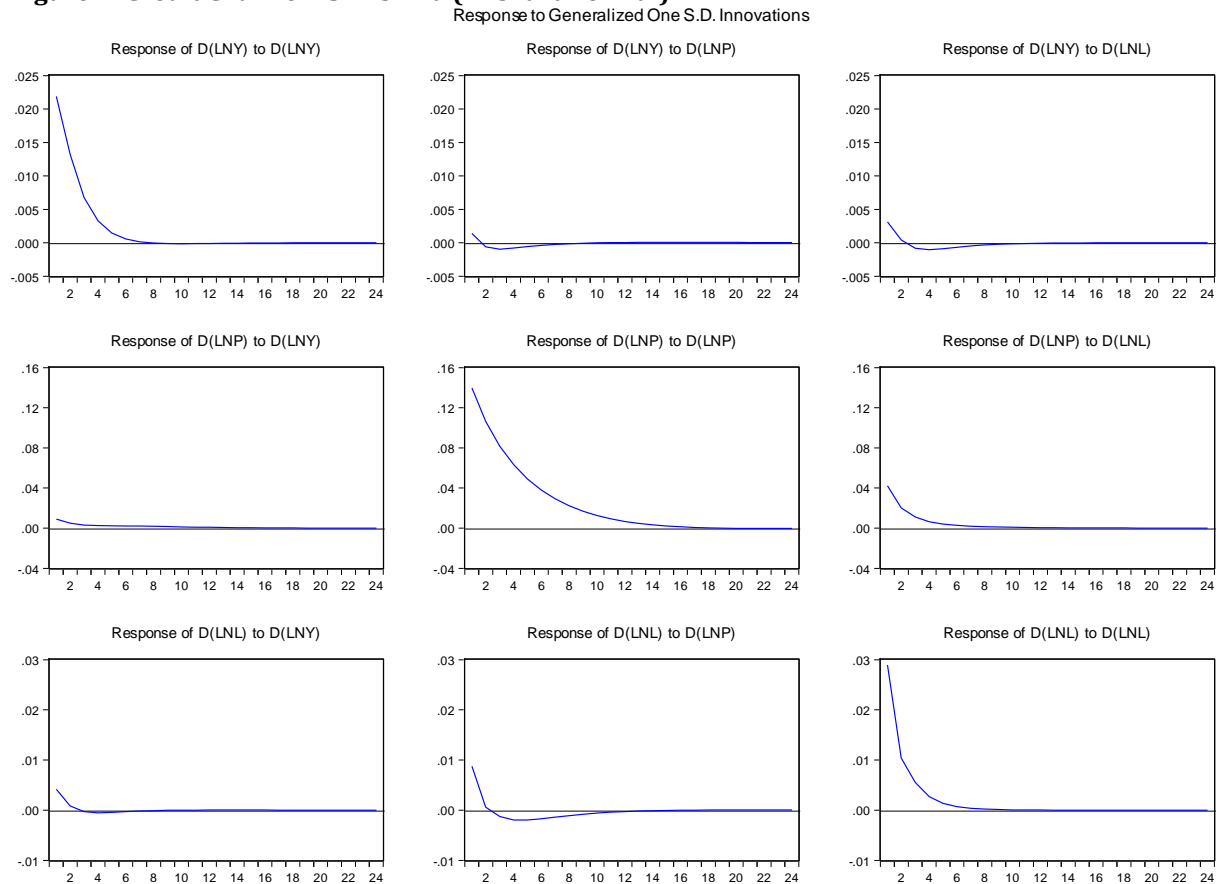 Response to Generalized One S.D. Innovations
Response of D(LNY) to D(LNY)
.025
.020
.015
.010
.005
.000
-.005
2 4 6 8 10 12 14 16 18 20 22 24
Response of D(LNY) to D(LNP)
.025
.020
.015
.010
.005
.000
-.005
2 4 6 8 10 12 14 16 18 20 22 24
Response of D(LNY) to D(LNL)
.025
.020
.015
.010
.005
.000
-.005
2 4 6 8 10 12 14 16 18 20 22 24
Response of D(LNP) to D(LNY)
.16
.12
.08
.04
.00
-.04
2 4 6 8 10 12 14 16 18 20 22 24
Response of D(LNP) to D(LNP)
.16
.12
.08
.04
.00
-.04
2 4 6 8 10 12 14 16 18 20 22 24
Response of D(LNP) to D(LNL)
.16
.12
.08
.04
.00
-.04
2 4 6 8 10 12 14 16 18 20 22 24
Response of D(LNL) to D(LNY)
.03
.02
.01
.00
-.01
2 4 6 8 10 12 14 16 18 20 22 24
Response of D(LNL) to D(LNP)
.03
.02
.01
.00
-.01
2 4 6 8 10 12 14 16 18 20 22 24
Response of D(LNL) to D(LNL)
.03
.02
.01
.00
-.01
2 4 6 8 10 12 14 16 18 20 22 24